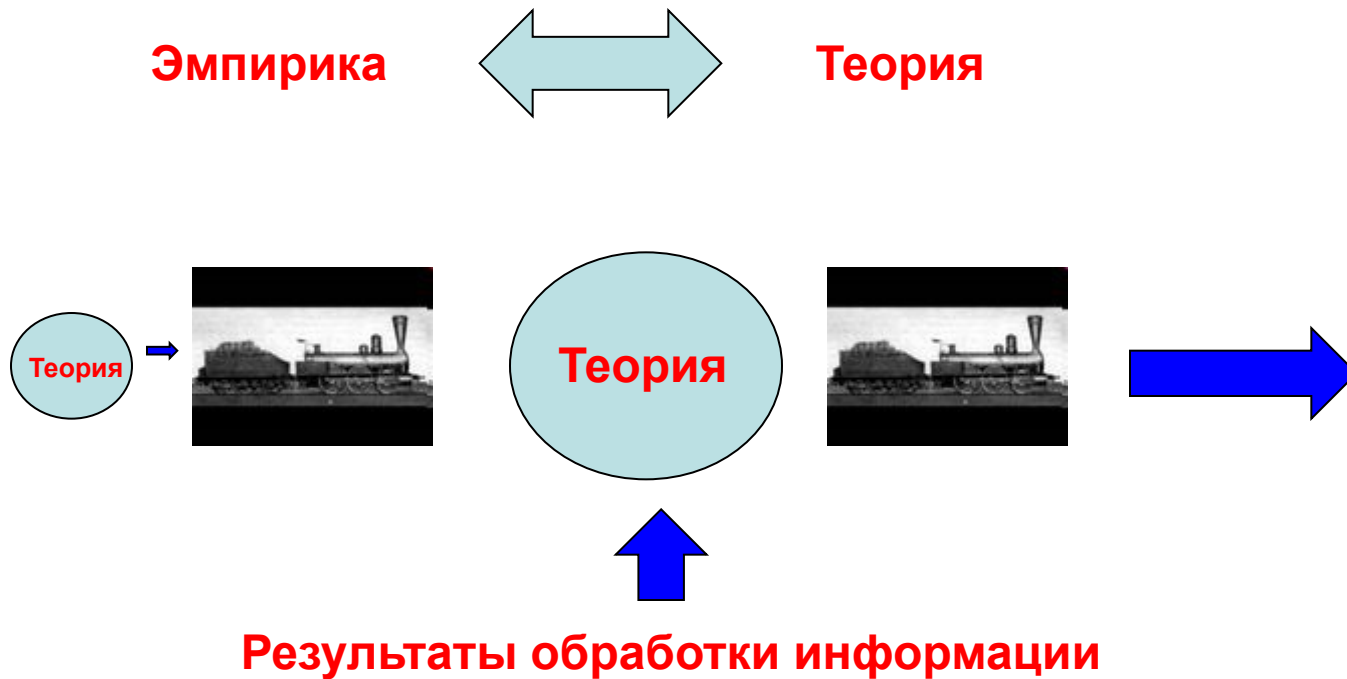 Эмпирика
Теория
Теория
Теория
Результаты обработки информации